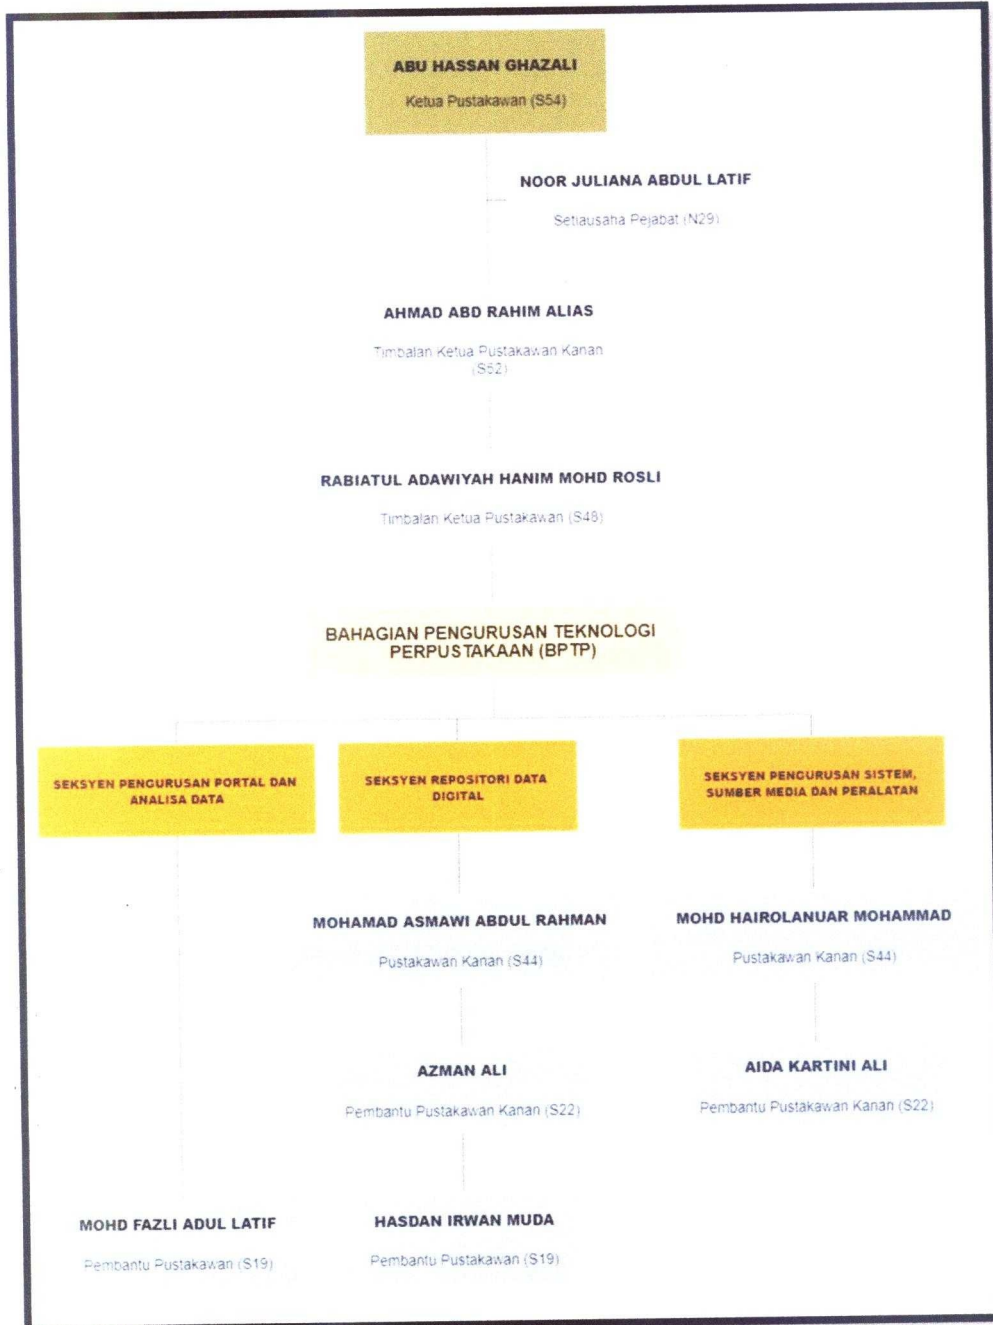 ABU HASSAN GHAZALI
Ketua Pustakawan (S54)
NOOR JULIANA ABDUL LATIF
Setiausaha Pejabat (N29)
AHMAD ABD RAHIM ALIAS
Timbalan Ketua Pustakawan Kanan
(S52)
RABIATUL ADAWIYAH HANIM MOHD ROSLI
Timbalan Ketua Pustakawan (S48)
BAHAGIAN PENGURUSAN TEKNOLOGI
PERPUSTAKAAN (BPTP)
SEKSYEN PENGURUSAN PORTAL DAN
ANALISA DATA
SEKSYEN REPOSITORI DATA
DIGITAL
SEKSYEN PENGURUSAN SISTEM,
SUMBER MEDIA DAN PERALATAN
MOHAMAD ASMAWI ABDUL RAHMAN
Pustakawan Kanan (S44)
MOHD HAIROLANUAR MOHAMMAD
Pustakawan Kanan (S44)
AZMAN ALI
Pembantu Pustakawan Kanan (S22)
AIDA KARTINI ALI
Pembantu Pustakawan Kanan (S22)
MOHD FAZLI ADUL LATIF
Pembantu Pustakawan (S19)
HASDAN IRWAN MUDA
Pembantu Pustakawan (S19)